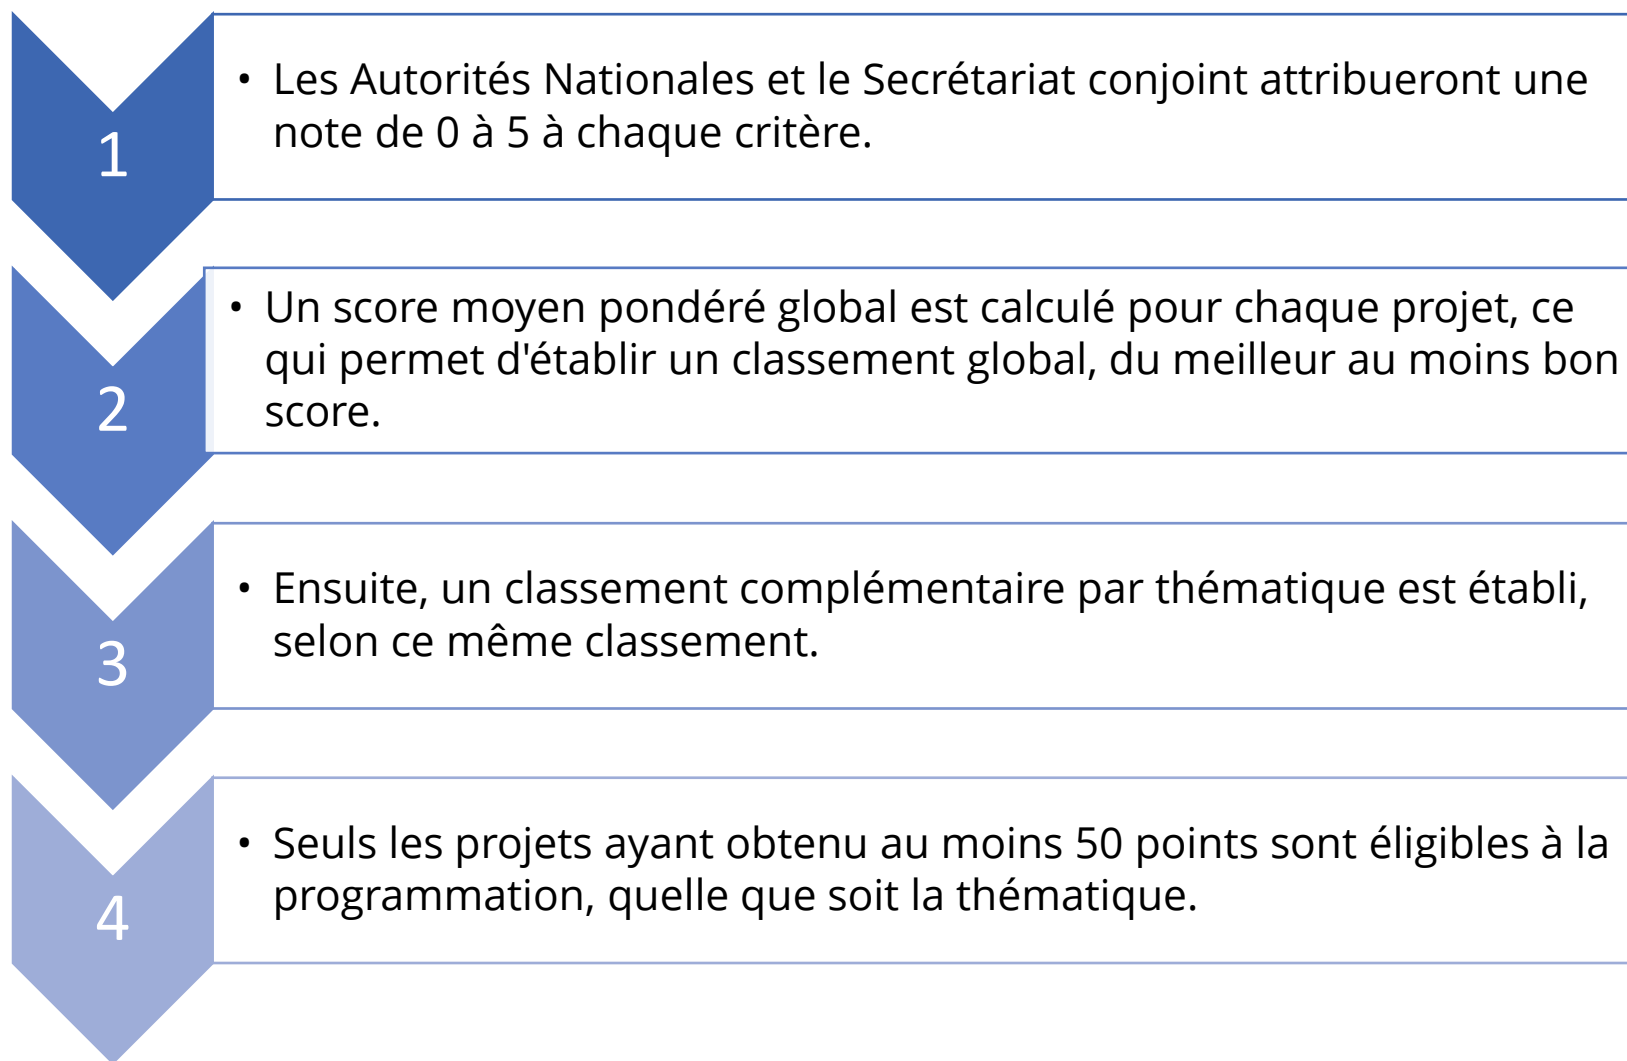 1
• Les Autorités Nationales et le Secrétariat conjoint attribueront une
note de 0 à 5 à chaque critère.
2
• Un score moyen pondéré global est calculé pour chaque projet, ce
qui permet d'établir un classement global, du meilleur au moins bon
score.
3
• Ensuite, un classement complémentaire par thématique est établi,
selon ce même classement.
4
• Seuls les projets ayant obtenu au moins 50 points sont éligibles à la
programmation, quelle que soit la thématique.